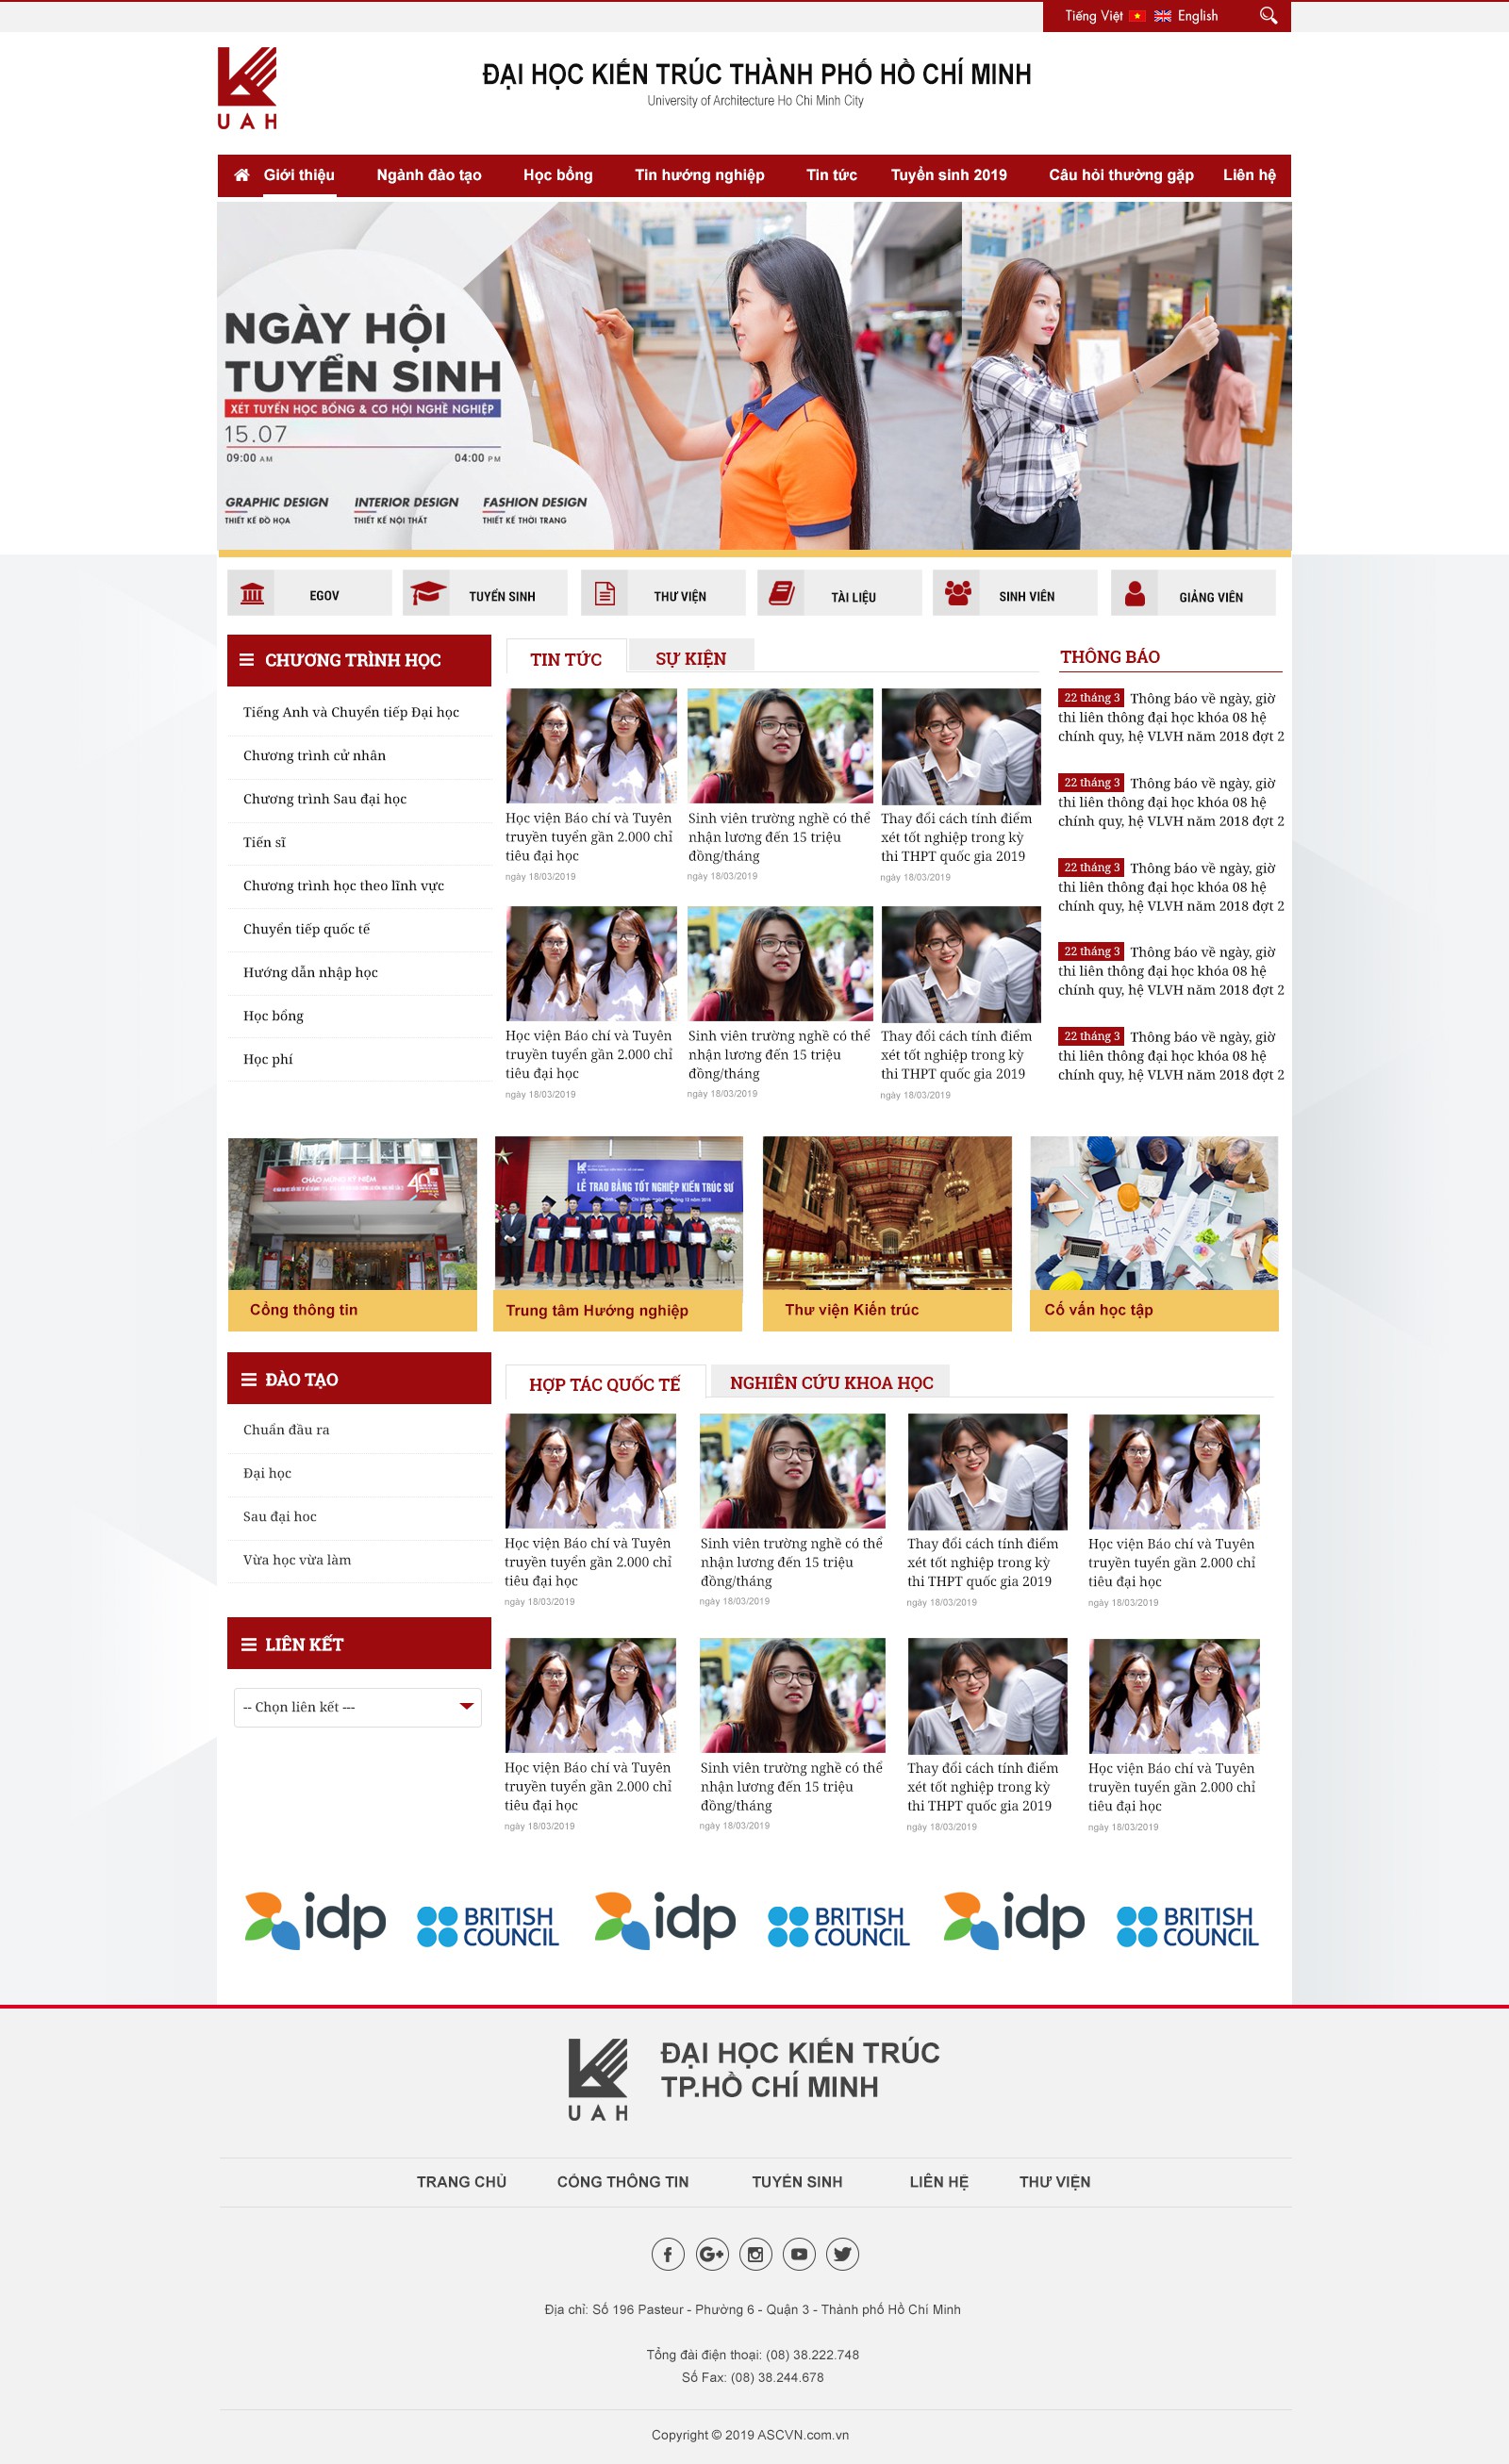 Tiếng Việt English
UAH
ĐẠI HỌC KIẾN TRÚC THÀNH PHỐ HỒ CHÍ MINH
University of Architecture Ho Chi Minh City
Giới thiệu Ngành đào tạo Học bổng Tin hướng nghiệp Tin tức Tuyển sinh 2019 Câu hỏi thường gặp Liên hệ
NGÀY HỘI
TUYỂN SINH
XÉT TUYỂN HỌC BỔNG & CƠ HỘI NGHỀ NGHIỆP
15.07
09:00 AM 04:00 PM
GRAPHIC DESIGN INTERIOR DESIGN FASHION DESIGN
THIẾT KẾ ĐỒ HỌA THIẾT KẾ NỘI THẤT THIẾT KẾ THỜI TRANG
EGOV TUYỂN SINH THƯ VIỆN TÀI LIỆU SINH VIÊN GIẢNG VIÊN
CHƯƠNG TRÌNH HỌC
Tiếng Anh và Chuyển tiếp Đại học
Chương trình cử nhân
Chương trình Sau đại học
Tiến sĩ
Chương trình học theo lĩnh vực
Chuyển tiếp quốc tế
Hướng dẫn nhập học
Học bổng
Học phí
TIN TỨC SỰ KIỆN
Học viện Báo chí và Tuyên
truyền tuyển gần 2.000 chỉ
tiêu đại học
ngày 18/03/2019
Sinh viên trường nghề có thể
nhận lương đến 15 triệu
đồng/tháng
ngày 18/03/2019
Thay đổi cách tính điểm
xét tốt nghiệp trong kỳ
thi THPT quốc gia 2019
ngày 18/03/2019
Học viện Báo chí và Tuyên
truyền tuyển gần 2.000 chỉ
tiêu đại học
ngày 18/03/2019
Sinh viên trường nghề có thể
nhận lương đến 15 triệu
đồng/tháng
ngày 18/03/2019
Thay đổi cách tính điểm
xét tốt nghiệp trong kỳ
thi THPT quốc gia 2019
ngày 18/03/2019
THÔNG BÁO
22 tháng 3 Thông báo về ngày, giờ
thi liên thông đại học khóa 08 hệ
chính quy, hệ VLVH năm 2018 đợt 2
22 tháng 3 Thông báo về ngày, giờ
thi liên thông đại học khóa 08 hệ
chính quy, hệ VLVH năm 2018 đợt 2
22 tháng 3 Thông báo về ngày, giờ
thi liên thông đại học khóa 08 hệ
chính quy, hệ VLVH năm 2018 đợt 2
22 tháng 3 Thông báo về ngày, giờ
thi liên thông đại học khóa 08 hệ
chính quy, hệ VLVH năm 2018 đợt 2
22 tháng 3 Thông báo về ngày, giờ
thi liên thông đại học khóa 08 hệ
chính quy, hệ VLVH năm 2018 đợt 2
CHÀO MỪNG KỶ NIỆM
40
LỄ TRAO BẰNG TỐT NGHIỆP KIẾN TRÚC SƯ
Cổng thông tin
Trung tâm Hướng nghiệp
Thư viện Kiến trúc
Cố vấn học tập
ĐÀO TẠO
Chuẩn đầu ra
Đại học
Sau đại hoc
Vừa học vừa làm
LIÊN KẾT
-- Chọn liên kết ---
HỢP TÁC QUỐC TẾ NGHIÊN CỨU KHOA HỌC
Học viện Báo chí và Tuyên
truyền tuyển gần 2.000 chỉ
tiêu đại học
ngày 18/03/2019
Sinh viên trường nghề có thể
nhận lương đến 15 triệu
đồng/tháng
ngày 18/03/2019
Thay đổi cách tính điểm
xét tốt nghiệp trong kỳ
thi THPT quốc gia 2019
ngày 18/03/2019
Học viện Báo chí và Tuyên
truyền tuyển gần 2.000 chỉ
tiêu đại học
ngày 18/03/2019
Học viện Báo chí và Tuyên
truyền tuyển gần 2.000 chỉ
tiêu đại học
ngày 18/03/2019
Sinh viên trường nghề có thể
nhận lương đến 15 triệu
đồng/tháng
ngày 18/03/2019
Thay đổi cách tính điểm
xét tốt nghiệp trong kỳ
thi THPT quốc gia 2019
ngày 18/03/2019
Học viện Báo chí và Tuyên
truyền tuyển gần 2.000 chỉ
tiêu đại học
ngày 18/03/2019
idp BRITISH COUNCIL idp BRITISH COUNCIL idp BRITISH COUNCIL
UAH
ĐẠI HỌC KIẾN TRÚC
TP.HỒ CHÍ MINH
TRANG CHỦ CỔNG THÔNG TIN TUYỂN SINH LIÊN HỆ THƯ VIỆN
Địa chỉ: Số 196 Pasteur - Phường 6 - Quận 3 - Thành phố Hồ Chí Minh
Tổng đài điện thoại: (08) 38.222.748
Số Fax: (08) 38.244.678
Copyright © 2019 ASCVN.com.vn